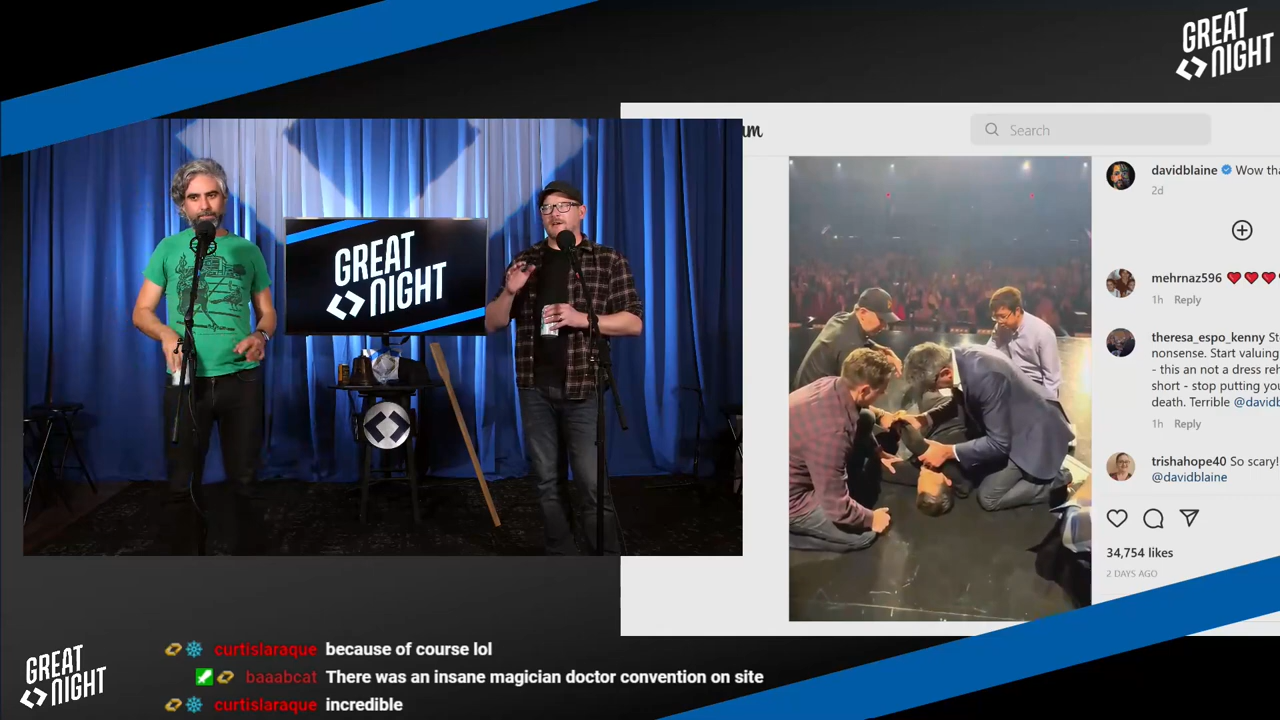 GREAT
NIGHT
um
Search
davidblaine Wow tha
2d
GREAT
NIGHT
mehrnaz596
1h Reply
theresa_espo_kenny St
nonsense. Start valuing
- this an not a dress reh
short - stop putting yo
death. Terrible @davidb
1h Reply
trishahope40 So scary!
@davidblaine
34,754 likes
2 DAYS AGO
GREAT
NIGHT
curtislaraque because of course lol
baaabcat There was an insane magician doctor convention on site
curtislaraque incredible